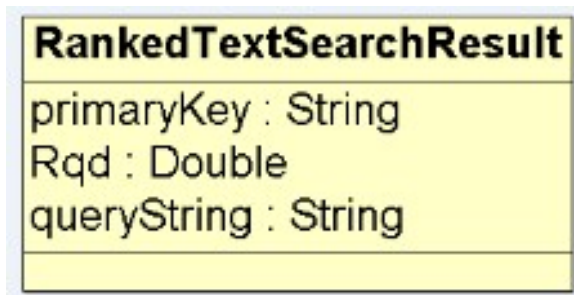 RankedTextSearchResult
primaryKey : String
Rqd : Double
queryString : String